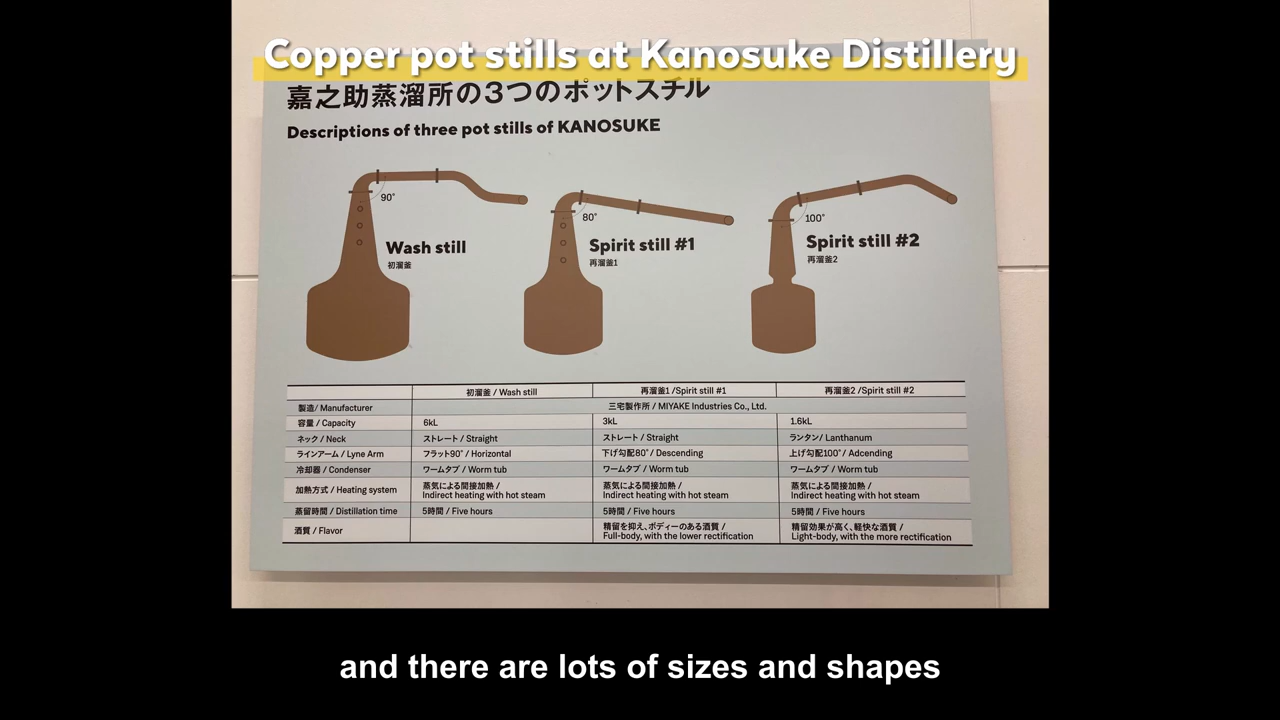 Copper pot stills at Kanosuke Distillery
嘉之助蒸溜所の3つのポットスチル
Descriptions of three pot stills of KANOSUKE
90°
Wash still
初溜釜
80°
Spirit still #1
再溜釜1
100°
Spirit still #2
再溜釜2
初溜釜 / Wash still
再溜釜1 /Spirit still #1
再溜釜2 /Spirit still #2
製造/ Manufacturer
三宅製作所 / MIYAKE Industries Co., Ltd.
容量 / Capacity
6kL
3kL
1.6kL
ネック / Neck
ストレート / Straight
ストレート / Straight
ランタン/ Lanthanum
ラインアーム / Lyne Arm
フラット90° / Horizontal
下げ勾配80° / Descending
上げ勾配100° / Adcending
冷却器 / Condenser
ワームタブ / Worm tub
ワームタブ / Worm tub
ワームタブ / Worm tub
加熱方式 / Heating system
蒸気による間接加熱 /
Indirect heating with hot steam
蒸気による間接加熱 /
Indirect heating with hot steam
蒸気による間接加熱 /
Indirect heating with hot steam
蒸留時間 / Distillation time
5時間 / Five hours
5時間 / Five hours
5時間 / Five hours
酒質 / Flavor
精留を抑え、ボディーのある酒質 /
Full-body, with the lower rectification
精留効果が高く、軽快な酒質 /
Light-body, with the more rectification
and there are lots of sizes and shapes